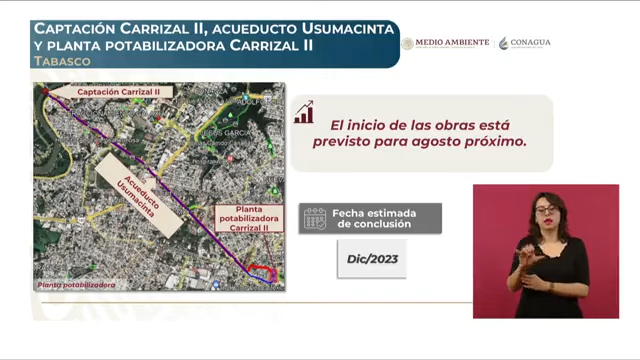 Captación Carrizal II, acueducto Usumacinta
y planta potabilizadora Carrizal II
Tabasco
MEDIO AMBIENTE
CONAGUA
Captación Carrizal II
Acueducto
Usumacinta
Planta
potabilizadora
Carrizal II
Planta potabilizadora
El inicio de las obras está
previsto para agosto próximo.
Fecha estimada
de conclusión
Dic/2023